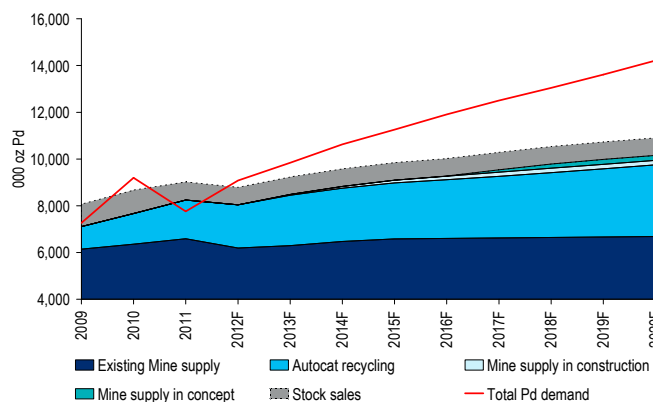 16,000
14,000
12,000
10,000
8,000
6,000
4,000
000 oz Pd
2009
2010
2011
2012F
2013F
2014F
2015F
2016F
2017F
2018F
2019F
Existing Mine supply
Autocat recycling
Mine supply in construction
Mine supply in concept
Stock sales
Total Pd demand